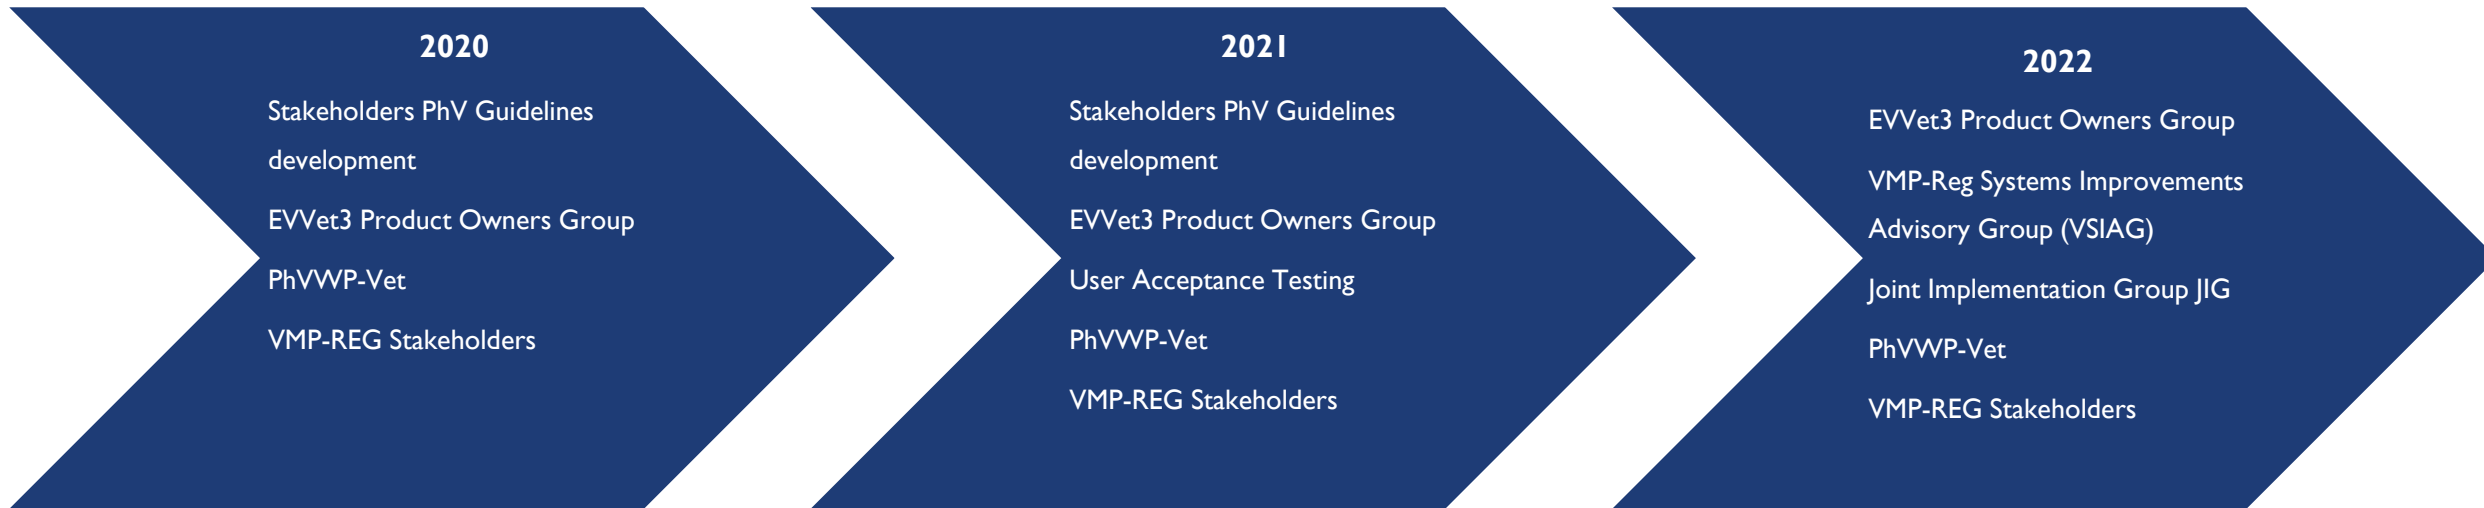 2020
Stakeholders PhV Guidelines
development
EVVet3 Product Owners Group
PhVWP-Vet
VMP-REG Stakeholders
2021
Stakeholders PhV Guidelines
development
EVVet3 Product Owners Group
User Acceptance Testing
PhVWP-Vet
VMP-REG Stakeholders
2022
EVVet3 Product Owners Group
VMP-Reg Systems Improvements
Advisory Group (VSIAG)
Joint Implementation Group JIG
PhVWP-Vet
VMP-REG Stakeholders